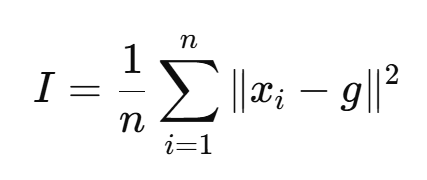 $I = \frac{1}{n} \sum_{i=1}^{n} \|x_i - g\|^2$